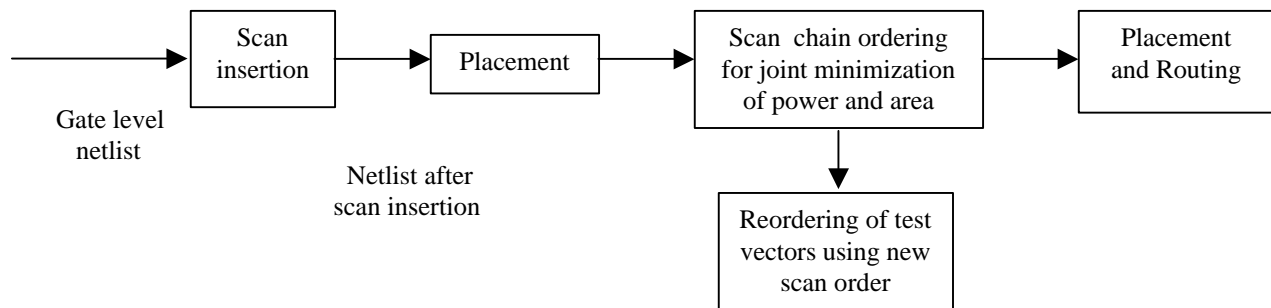 Scan
insertion
Placement
Scan chain ordering
for joint minimization
of power and area
Placement
and Routing
Gate level
netlist
Netlist after
scan insertion
Reordering of test
vectors using new
scan order